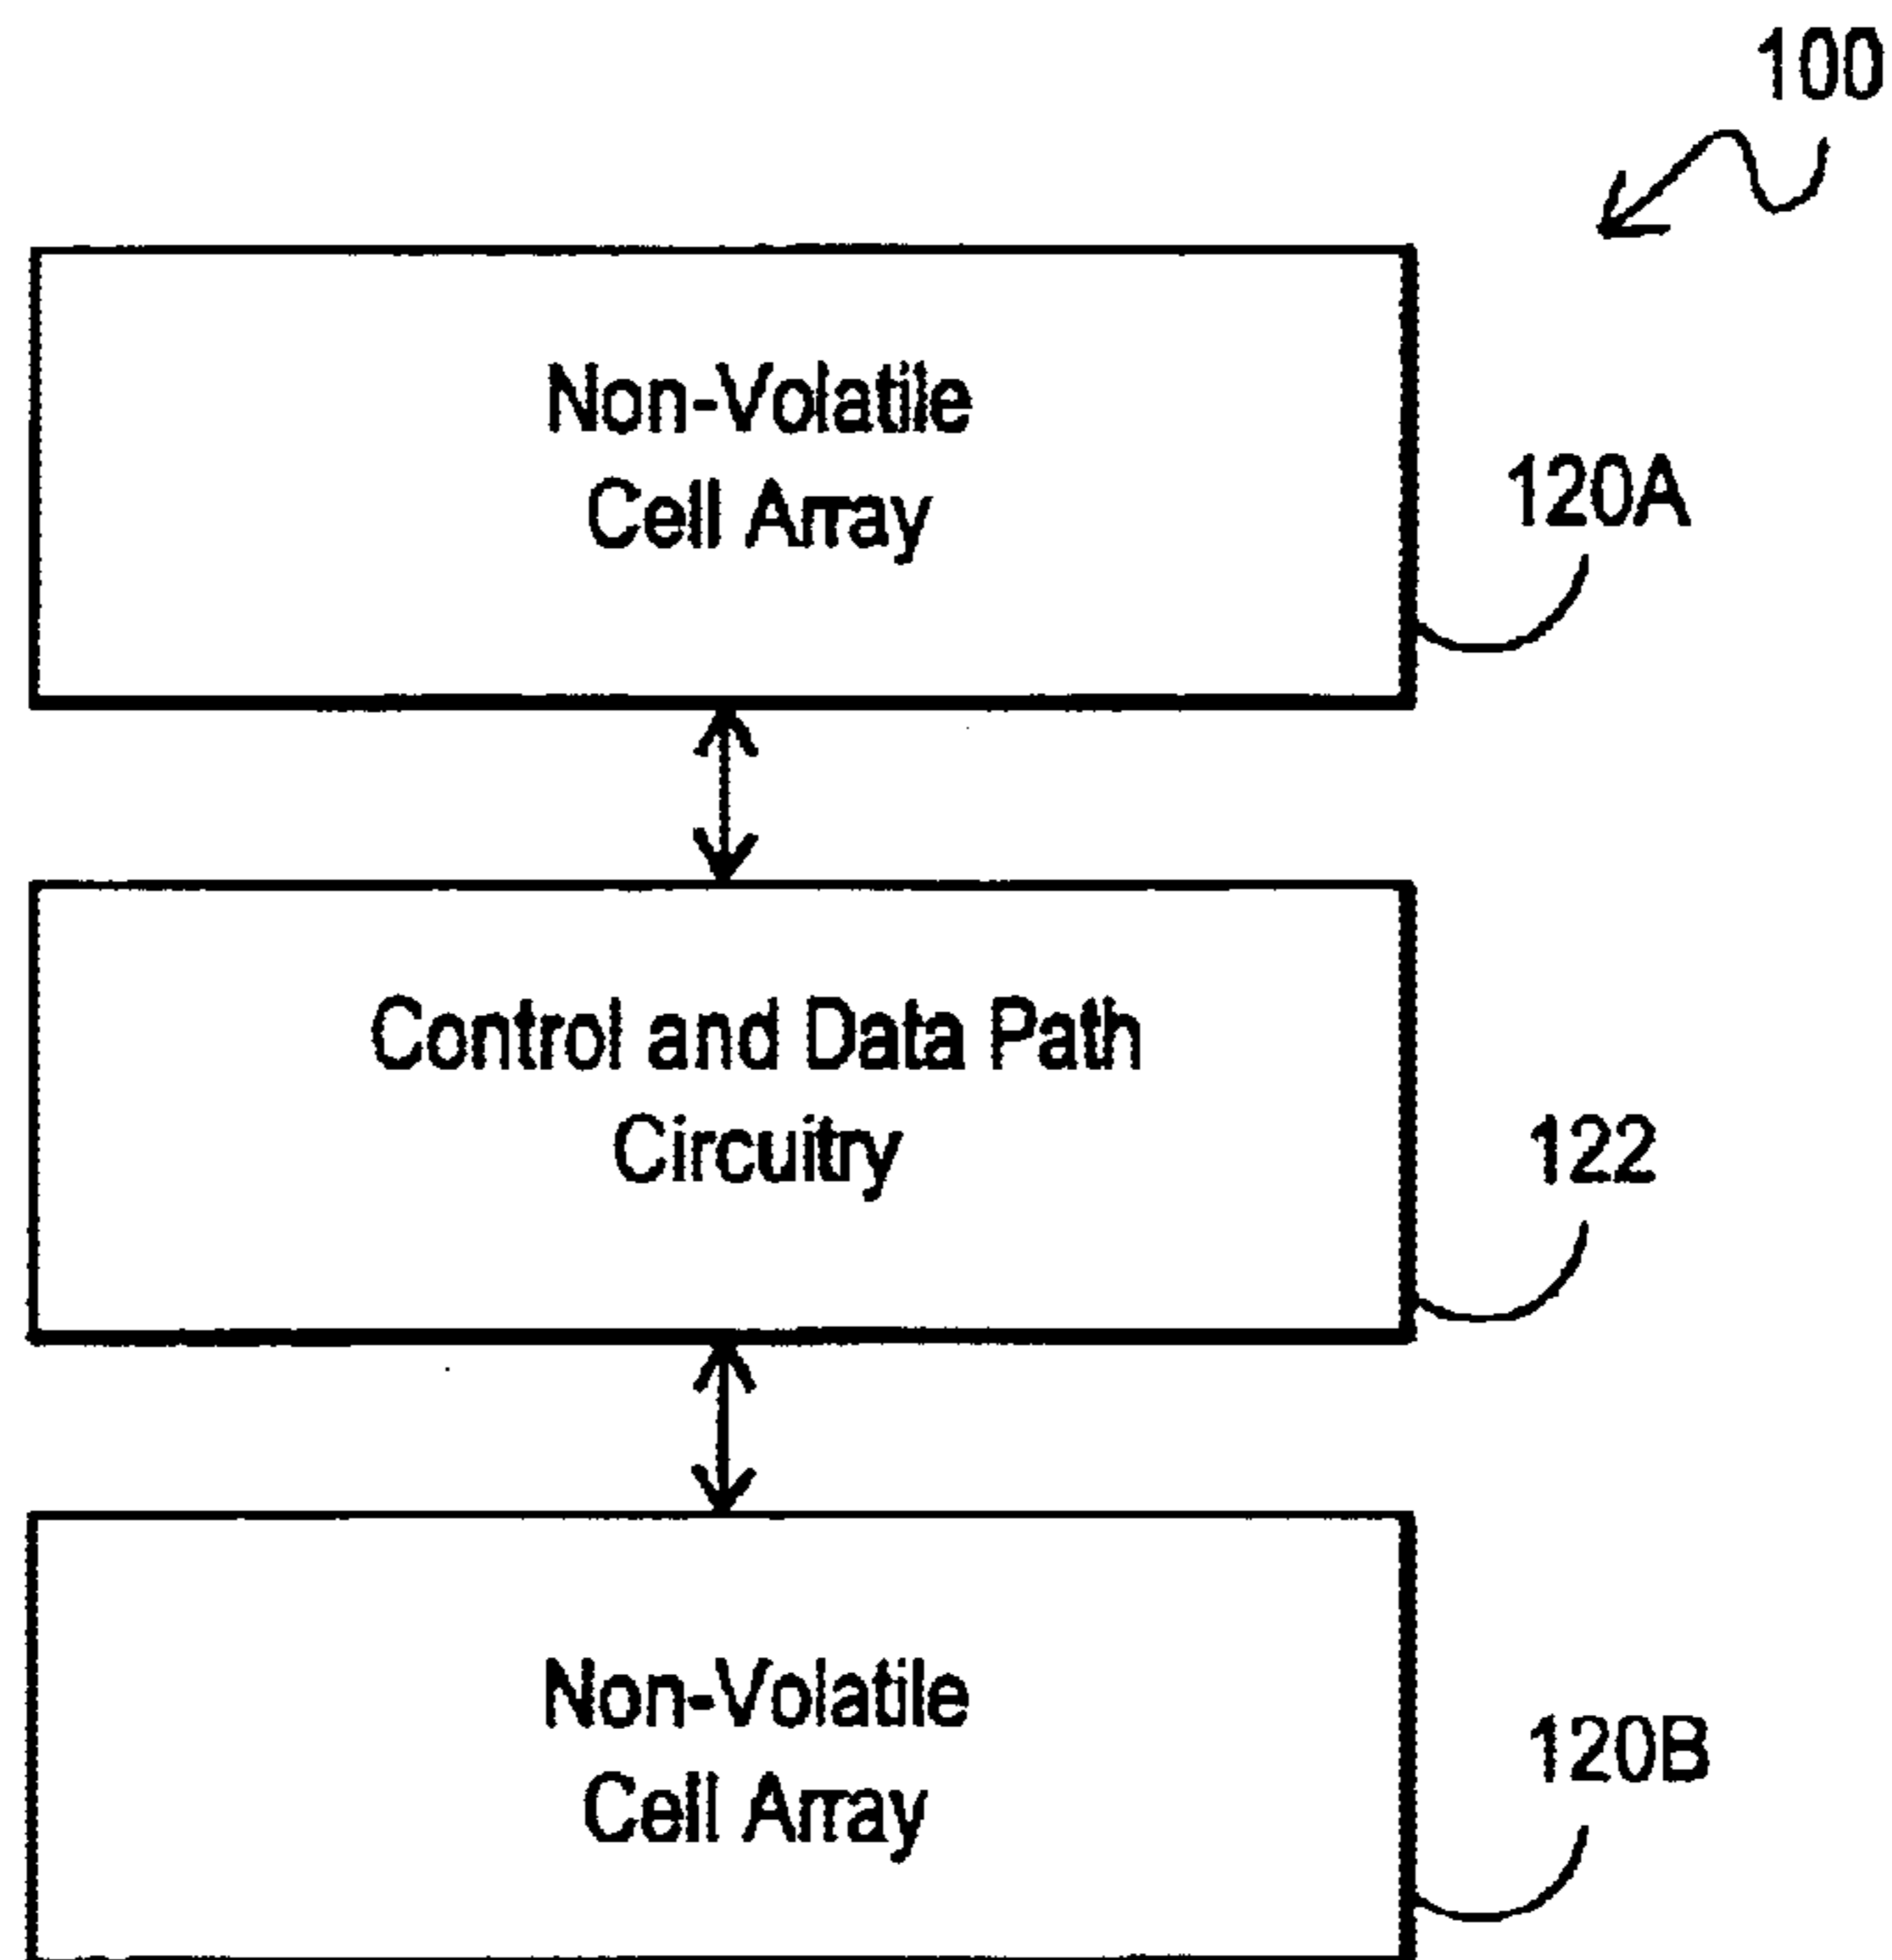 100
Non-Volatile
Cell Array
120A
Control and Data Path
Circuitry
122
Non-Volatile
Cell Array
120B